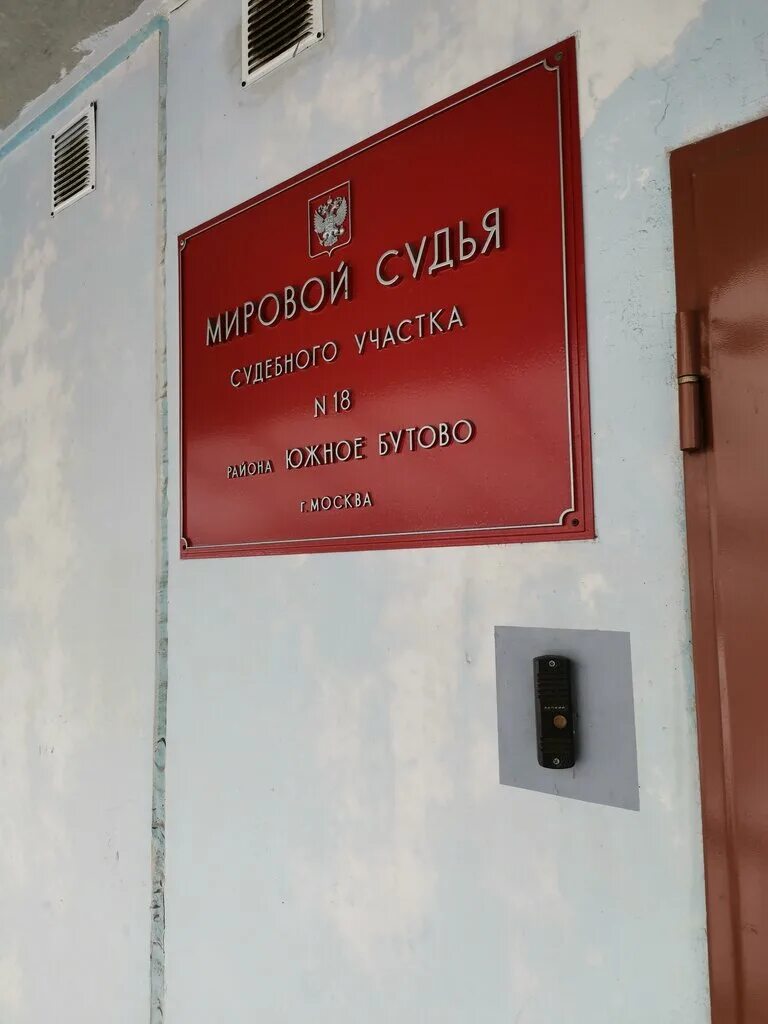 МИРОВОЙ СУДЬЯ
СУДЕБНОГО УЧАСТКА
N 18
РАЙОНА ЮЖНОЕ БУТОВО
г.МОСКВА